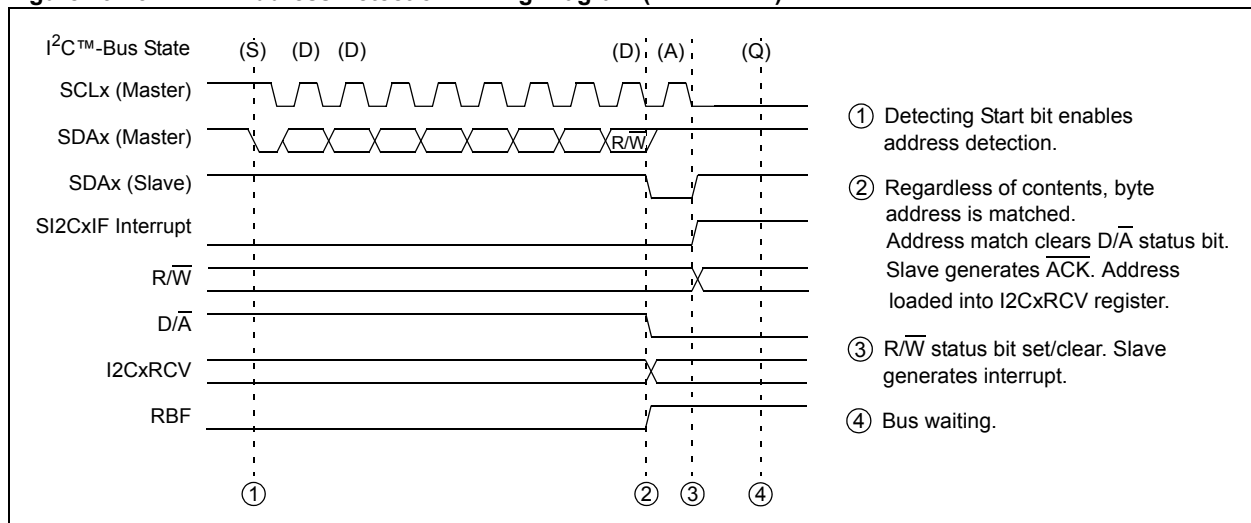 I²C™-Bus State (S) (D) (D) (D) (A) (Q)
SCLx (Master)
SDAx (Master) R/W̅
SDAx (Slave)
SI2CxIF Interrupt
R/W̅
D/A̅
I2CxRCV
RBF
1 2 3 4
1 Detecting Start bit enables
address detection.
2 Regardless of contents, byte
address is matched.
Address match clears D/A̅ status bit.
Slave generates A̅C̅K̅. Address
loaded into I2CxRCV register.
3 R/W̅ status bit set/clear. Slave
generates interrupt.
4 Bus waiting.